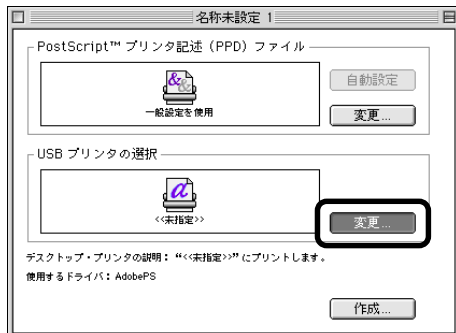 名称未設定 1
PostScript™ プリンタ記述（PPD）ファイル
自動設定
一般設定を使用
変更...
USB プリンタの選択
<<未指定>>
変更...
デスクトップ・プリンタの説明： “<<未指定>>” にプリントします。
使用するドライバ： AdobePS
作成...